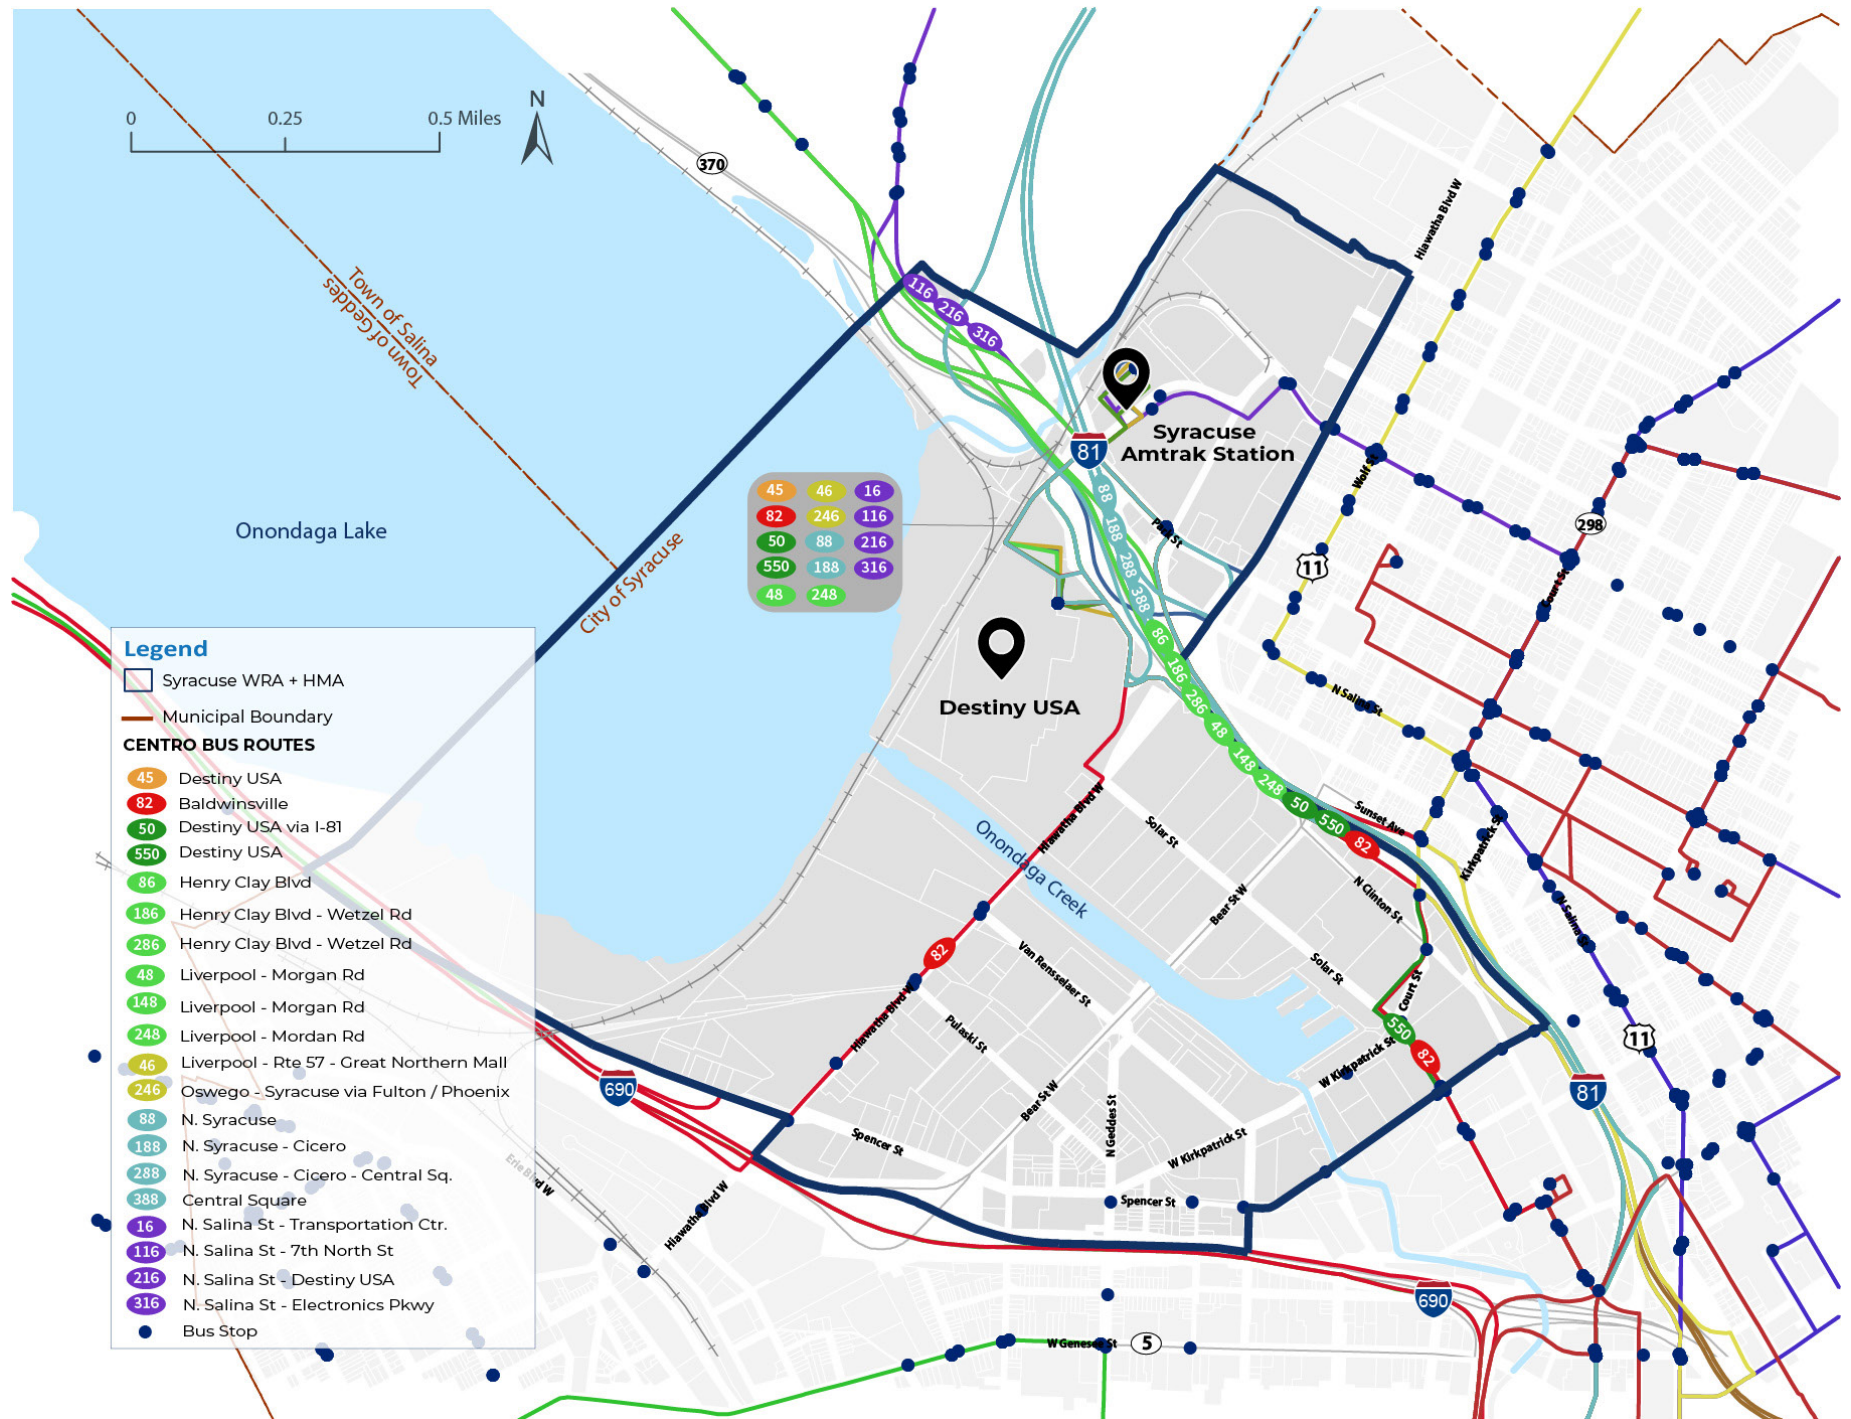 0
0.25
0.5 Miles
N
370
Hiawatha Blvd W
Town of Salina
Town of Geddes
116
216
316
Syracuse
Amtrak Station
81
Wolf St
Onondaga Lake
City of Syracuse
45
46
16
82
246
116
50
88
216
550
188
316
48
248
88
188
288
388
Park St
298
11
Court St
86
186
286
48
148
248
50
550
82
Destiny USA
N Salina St
Sunset Ave
Kirkpatrick St
Hiawatha Blvd W
Solar St
Onondaga Creek
Bear St W
N Clinton St
N Salina St
82
Van Rensselaer St
Solar St
Court St
Hiawatha Blvd W
Pulaski St
550
82
W Kirkpatrick St
11
81
690
Bear St W
N Geddes St
Spencer St
W Kirkpatrick St
Erie Blvd W
Hiawatha Blvd W
Spencer St
690
W Genesee St
5
Legend
Syracuse WRA + HMA
Municipal Boundary
CENTRO BUS ROUTES
45 Destiny USA
82 Baldwinsville
50 Destiny USA via I-81
550 Destiny USA
86 Henry Clay Blvd
186 Henry Clay Blvd - Wetzel Rd
286 Henry Clay Blvd - Wetzel Rd
48 Liverpool - Morgan Rd
148 Liverpool - Morgan Rd
248 Liverpool - Mordan Rd
46 Liverpool - Rte 57 - Great Northern Mall
246 Oswego - Syracuse via Fulton / Phoenix
88 N. Syracuse
188 N. Syracuse - Cicero
288 N. Syracuse - Cicero - Central Sq.
388 Central Square
16 N. Salina St - Transportation Ctr.
116 N. Salina St - 7th North St
216 N. Salina St - Destiny USA
316 N. Salina St - Electronics Pkwy
Bus Stop